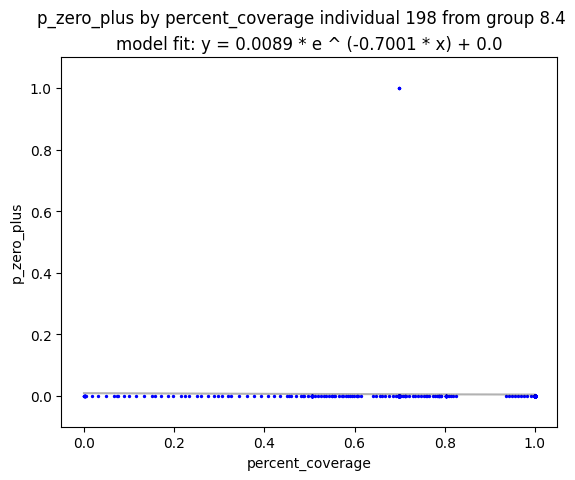 p_zero_plus by percent_coverage individual 198 from group 8.4
model fit: y = 0.0089 * e ^ (-0.7001 * x) + 0.0
1.0
0.8
0.6
0.4
0.2
0.0
p_zero_plus
0.0 0.2 0.4 0.6 0.8 1.0
percent_coverage